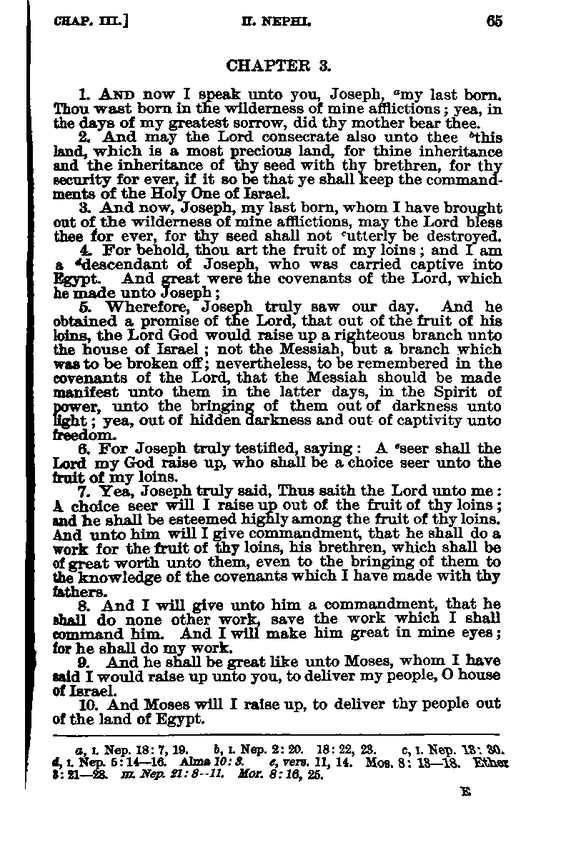 CHAP. III.] II. NEPHI. 65
CHAPTER 3.
1. AND now I speak unto you, Joseph, ᵃmy last born.
Thou wast born in the wilderness of mine afflictions; yea, in
the days of my greatest sorrow, did thy mother bear thee.
2. And may the Lord consecrate also unto thee ᵇthis
land, which is a most precious land, for thine inheritance
and the inheritance of thy seed with thy brethren, for thy
security for ever, if it so be that ye shall keep the command-
ments of the Holy One of Israel.
3. And now, Joseph, my last born, whom I have brought
out of the wilderness of mine afflictions, may the Lord bless
thee for ever, for thy seed shall not ᶜutterly be destroyed.
4. For behold, thou art the fruit of my loins; and I am
a ᵈdescendant of Joseph, who was carried captive into
Egypt. And great were the covenants of the Lord, which
he made unto Joseph;
5. Wherefore, Joseph truly saw our day. And he
obtained a promise of the Lord, that out of the fruit of his
loins, the Lord God would raise up a righteous branch unto
the house of Israel; not the Messiah, but a branch which
was to be broken off; nevertheless, to be remembered in the
covenants of the Lord, that the Messiah should be made
manifest unto them in the latter days, in the Spirit of
power, unto the bringing of them out of darkness unto
light; yea, out of hidden darkness and out of captivity unto
freedom.
6. For Joseph truly testified, saying: A ᵉseer shall the
Lord my God raise up, who shall be a choice seer unto the
fruit of my loins.
7. Yea, Joseph truly said, Thus saith the Lord unto me:
A choice seer will I raise up out of the fruit of thy loins;
and he shall be esteemed highly among the fruit of thy loins.
And unto him will I give commandment, that he shall do a
work for the fruit of thy loins, his brethren, which shall be
of great worth unto them, even to the bringing of them to
the knowledge of the covenants which I have made with thy
fathers.
8. And I will give unto him a commandment, that he
shall do none other work, save the work which I shall
command him. And I will make him great in mine eyes;
for he shall do my work.
9. And he shall be great like unto Moses, whom I have
said I would raise up unto you, to deliver my people, O house
of Israel.
10. And Moses will I raise up, to deliver thy people out
of the land of Egypt.
a, I. Nep. 18: 7, 19. b, I. Nep. 2: 20. 18: 22, 23. c, I. Nep. 13: 30.
d, I. Nep. 5: 14—16. Alma 10: 3. e, vers. 11, 14. Mos. 8: 13—18. Ether
3: 21—28. III. Nep. 21: 8--11. Mor. 8: 16, 25.
E